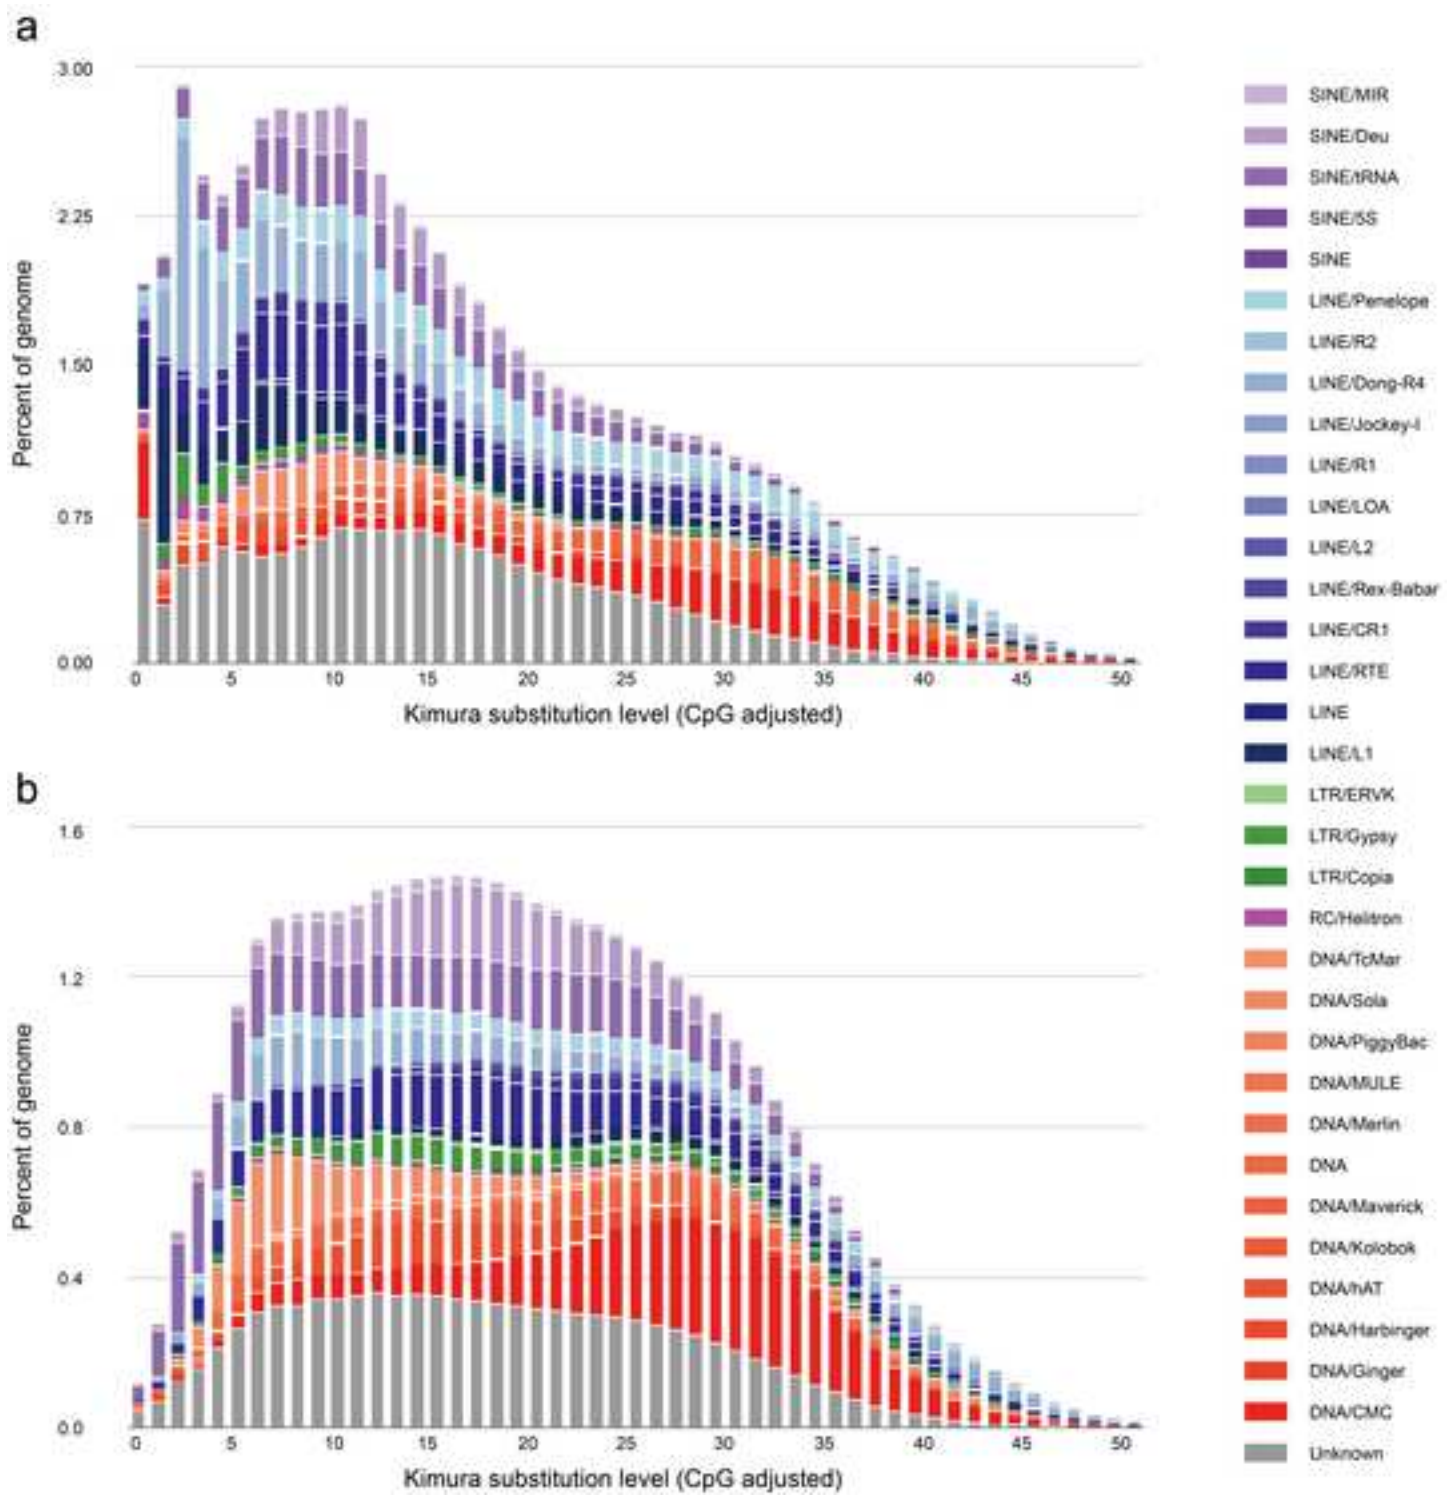 a
3.00
2.25
1.50
0.75
0.00
Percent of genome
0 5 10 15 20 25 30 35 40 45 50
Kimura substitution level (CpG adjusted)
b
1.6
1.2
0.8
0.4
0.0
Percent of genome
0 5 10 15 20 25 30 35 40 45 50
Kimura substitution level (CpG adjusted)
SINE/MIR
SINE/Deu
SINE/tRNA
SINE/5S
SINE
LINE/Penelope
LINE/R2
LINE/Dong-R4
LINE/Jockey-I
LINE/R1
LINE/LOA
LINE/L2
LINE/Rex-Babar
LINE/CR1
LINE/RTE
LINE
LINE/L1
LTR/ERVK
LTR/Gypsy
LTR/Copia
RC/Helitron
DNA/TcMar
DNA/Sola
DNA/PiggyBac
DNA/MULE
DNA/Merlin
DNA
DNA/Maverick
DNA/Kolobok
DNA/hAT
DNA/Harbinger
DNA/Ginger
DNA/CMC
Unknown